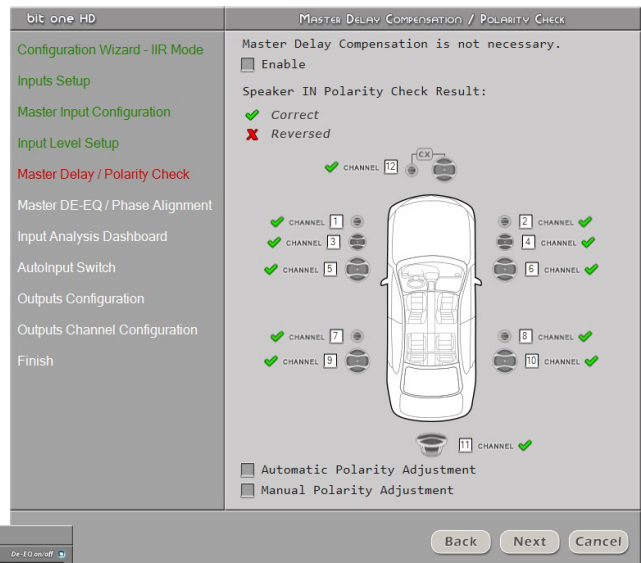 bit one HD
Master Delay Compensation / Polarity Check
Configuration Wizard - IIR Mode
Inputs Setup
Master Input Configuration
Input Level Setup
Master Delay / Polarity Check
Master DE-EQ / Phase Alignment
Input Analysis Dashboard
AutoInput Switch
Outputs Configuration
Outputs Channel Configuration
Finish
Master Delay Compensation is not necessary.
Enable
Speaker IN Polarity Check Result:
Correct
Reversed
CX
CHANNEL 12
CHANNEL 1
2 CHANNEL
CHANNEL 3
4 CHANNEL
CHANNEL 5
6 CHANNEL
CHANNEL 7
8 CHANNEL
CHANNEL 9
10 CHANNEL
11 CHANNEL
Automatic Polarity Adjustment
Manual Polarity Adjustment
De-EQ on/off
Back Next Cancel